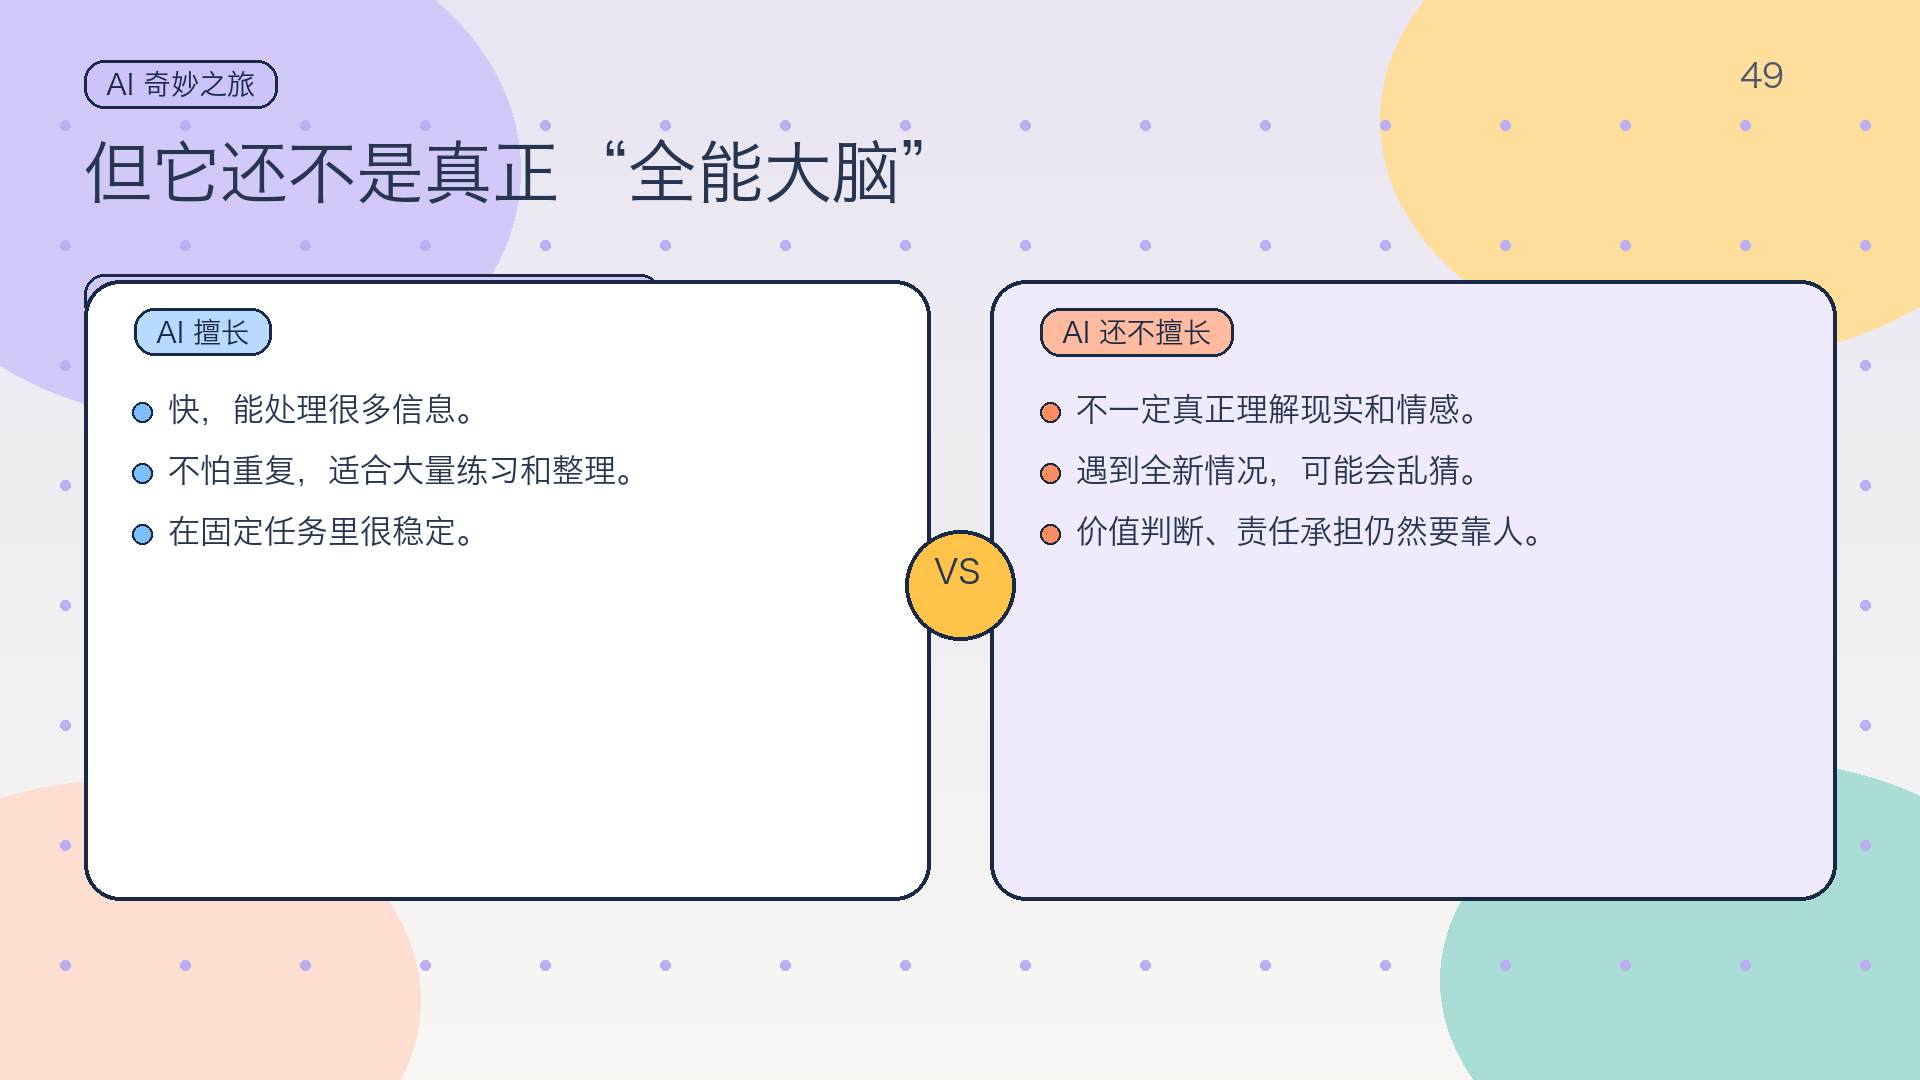 AI 奇妙之旅
49
但它还不是真正“全能大脑”
AI 擅长
快，能处理很多信息。
不怕重复，适合大量练习和整理。
在固定任务里很稳定。
VS
AI 还不擅长
不一定真正理解现实和情感。
遇到全新情况，可能会乱猜。
价值判断、责任承担仍然要靠人。